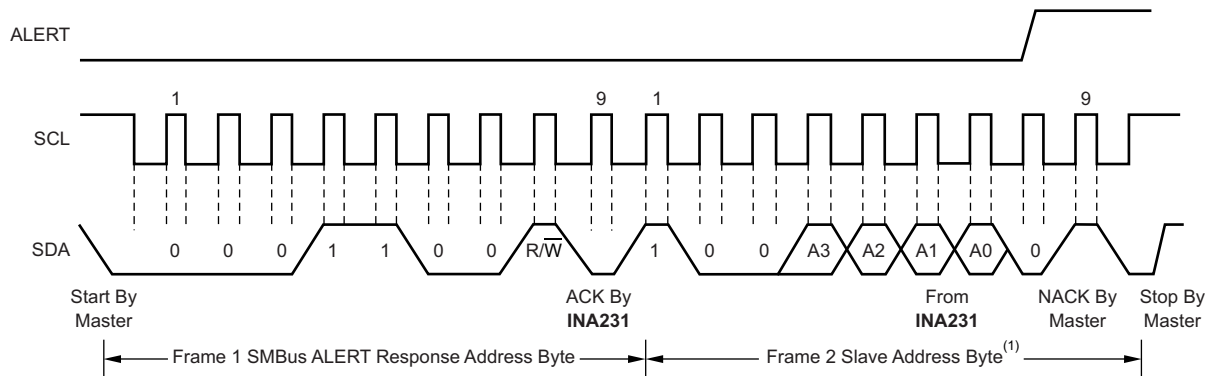 ALERT
1 9 1 9
SCL
SDA
0 0 0 1 1 0 0 R/W̅ 1 0 0 A3 A2 A1 A0 0
Start By
Master
ACK By
INA231
From
INA231
NACK By
Master
Stop By
Master
Frame 1 SMBus ALERT Response Address Byte
Frame 2 Slave Address Byte(1)